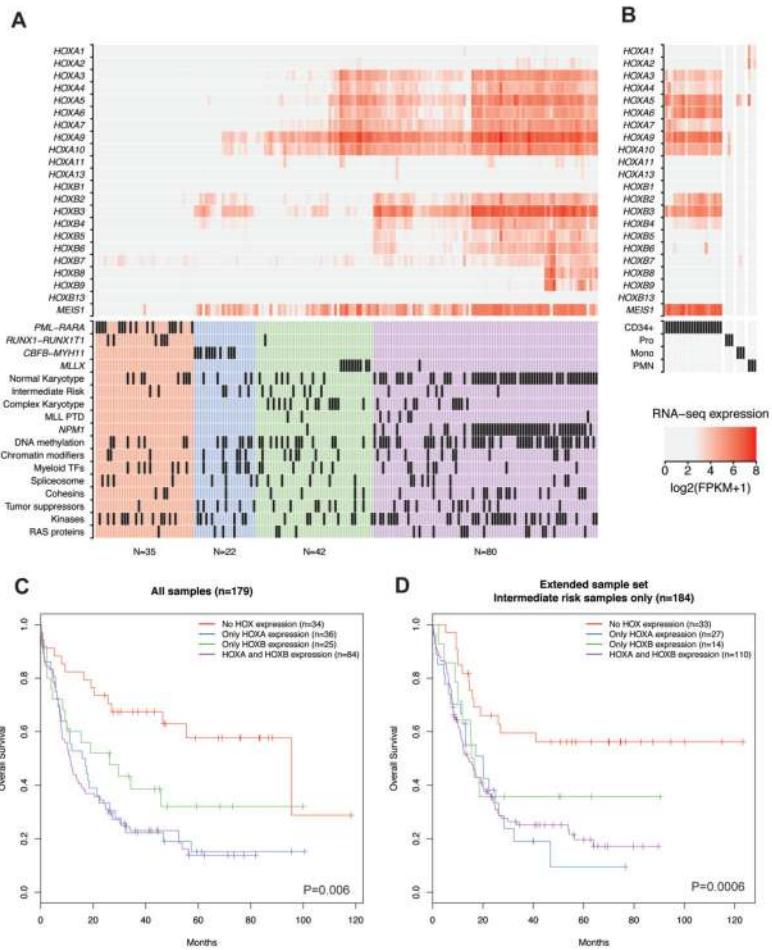 A
HOXA1
HOXA2
HOXA3
HOXA4
HOXA5
HOXA6
HOXA7
HOXA9
HOXA10
HOXA11
HOXA13
HOXB1
HOXB2
HOXB3
HOXB4
HOXB5
HOXB6
HOXB7
HOXB8
HOXB9
HOXB13
MEIS1
PML-RARA
RUNX1-RUNX1T1
CBFB-MYH11
MLLX
Normal Karyotype
Intermediate Risk
Complex Karyotype
MLL PTD
NPM1
DNA methylation
Chromatin modifiers
Myeloid TFs
Spliceosome
Cohesins
Tumor suppressors
Kinases
RAS proteins
N=35 N=22 N=42 N=80
B
HOXA1
HOXA2
HOXA3
HOXA4
HOXA5
HOXA6
HOXA7
HOXA9
HOXA10
HOXA11
HOXA13
HOXB1
HOXB2
HOXB3
HOXB4
HOXB5
HOXB6
HOXB7
HOXB8
HOXB9
HOXB13
MEIS1
CD34+
Pro
Mono
PMN
RNA-seq expression
0 2 4 6 8
log2(FPKM+1)
C
All samples (n=179)
No HOX expression (n=34)
Only HOXA expression (n=36)
Only HOXB expression (n=25)
HOXA and HOXB expression (n=84)
Overall Survival
1.0
0.8
0.6
0.4
0.2
0.0
P=0.006
0 20 40 60 80 100 120
Months
D
Extended sample set
Intermediate risk samples only (n=184)
No HOX expression (n=33)
Only HOXA expression (n=27)
Only HOXB expression (n=14)
HOXA and HOXB expression (n=110)
Overall Survival
1.0
0.8
0.6
0.4
0.2
0.0
P=0.0006
0 20 40 60 80 100 120
Months